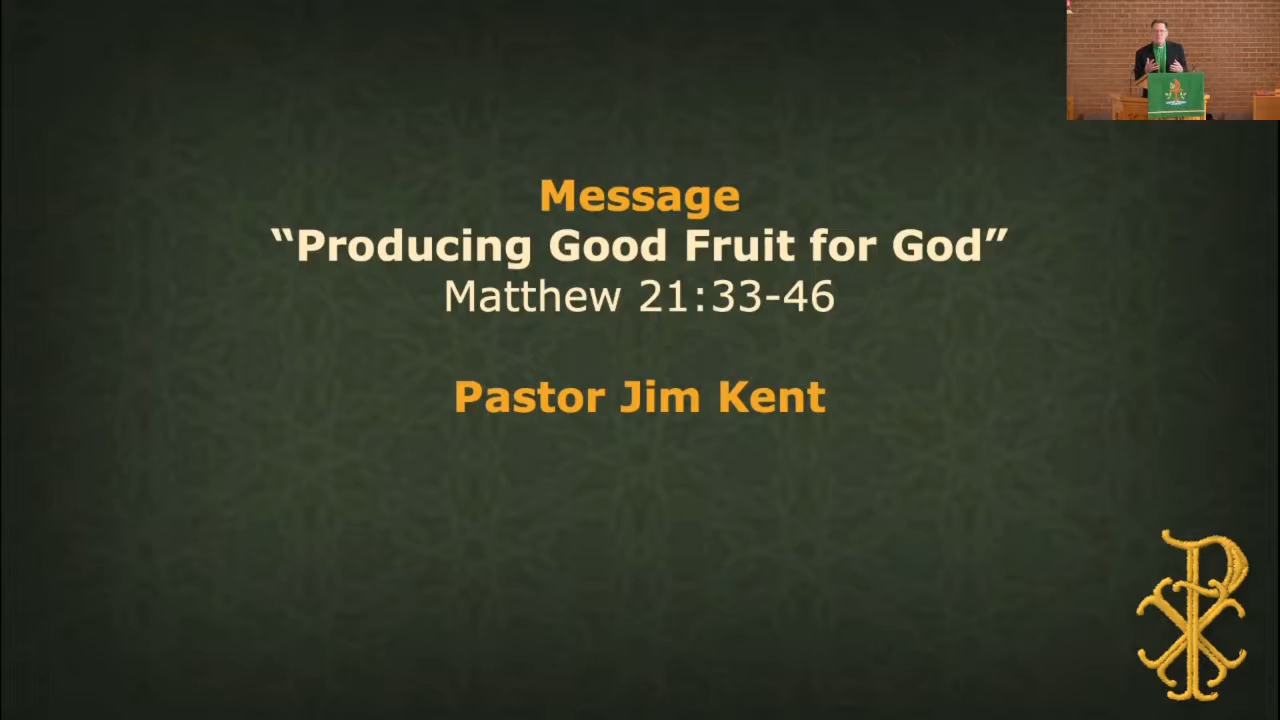 Message
“Producing Good Fruit for God”
Matthew 21:33-46
Pastor Jim Kent